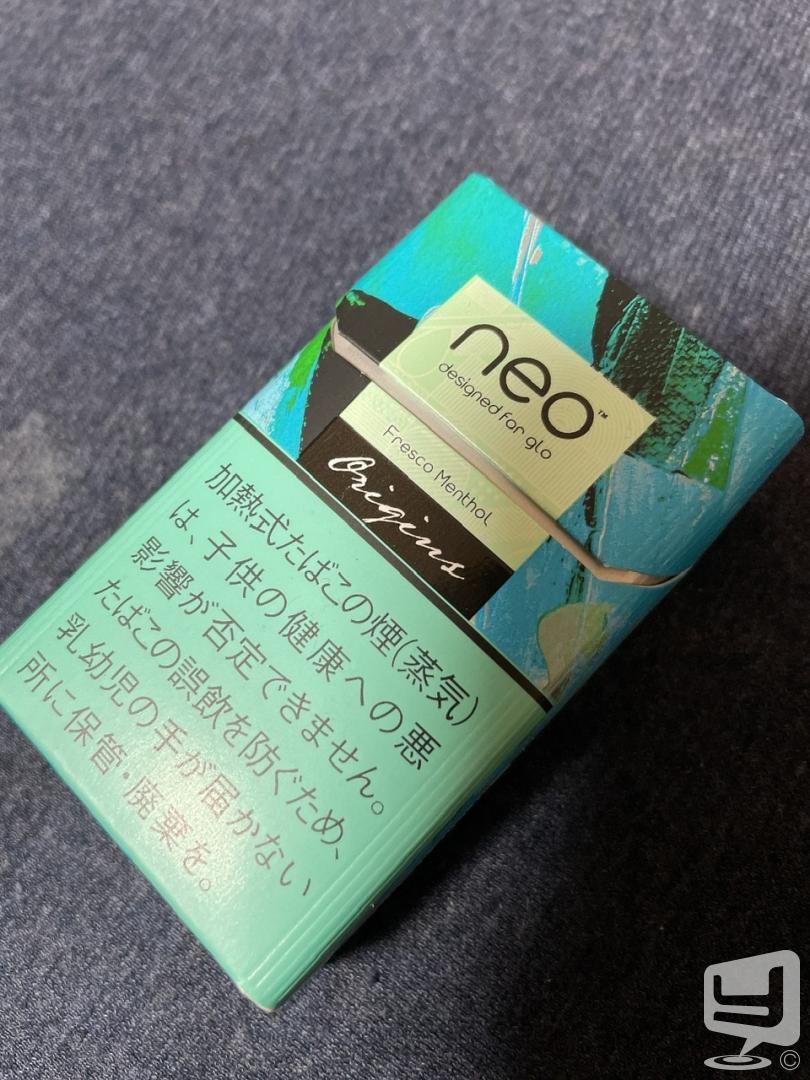 neo™
designed for glo
Fresco Menthol
Origins
加熱式たばこの煙(蒸気)
は、子供の健康への悪
影響が否定できません。
たばこの誤飲を防ぐため、
乳幼児の手が届かない
所に保管・廃棄を。
©